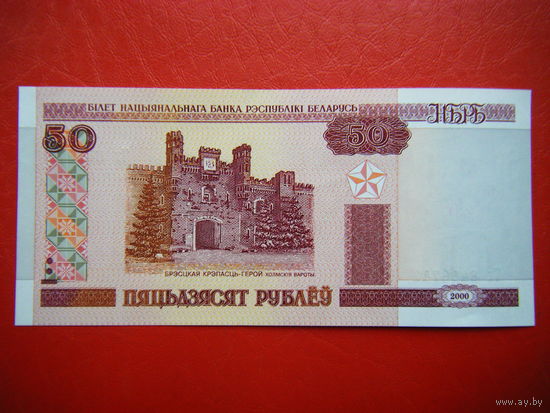 БІЛЕТ НАЦЫЯНАЛЬНАГА БАНКА РЭСПУБЛІКІ БЕЛАРУСЬ
НБРБ
50
50
БРЭСЦКАЯ КРЭПАСЦЬ-ГЕРОЙ ХОЛМСКІЯ ВАРОТЫ.
ПЯЦЬДЗЯСЯТ РУБЛЁЎ
2000
www.ay.by